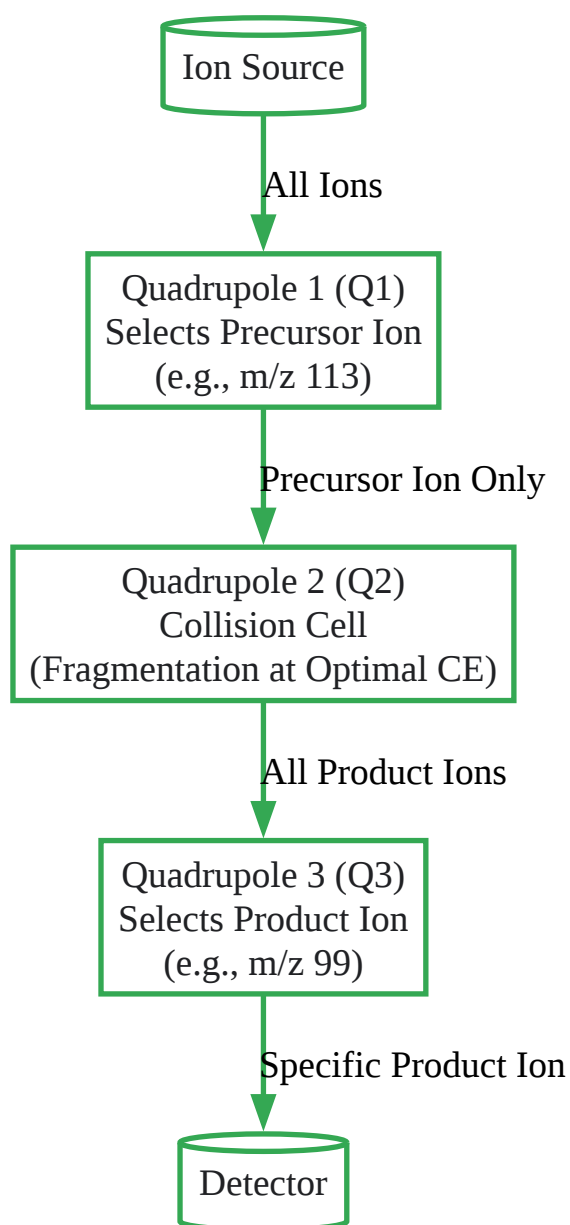 Ion Source
All Ions
Quadrupole 1 (Q1)
Selects Precursor Ion
(e.g., m/z 113)
Precursor Ion Only
Quadrupole 2 (Q2)
Collision Cell
(Fragmentation at Optimal CE)
All Product Ions
Quadrupole 3 (Q3)
Selects Product Ion
(e.g., m/z 99)
Specific Product Ion
Detector